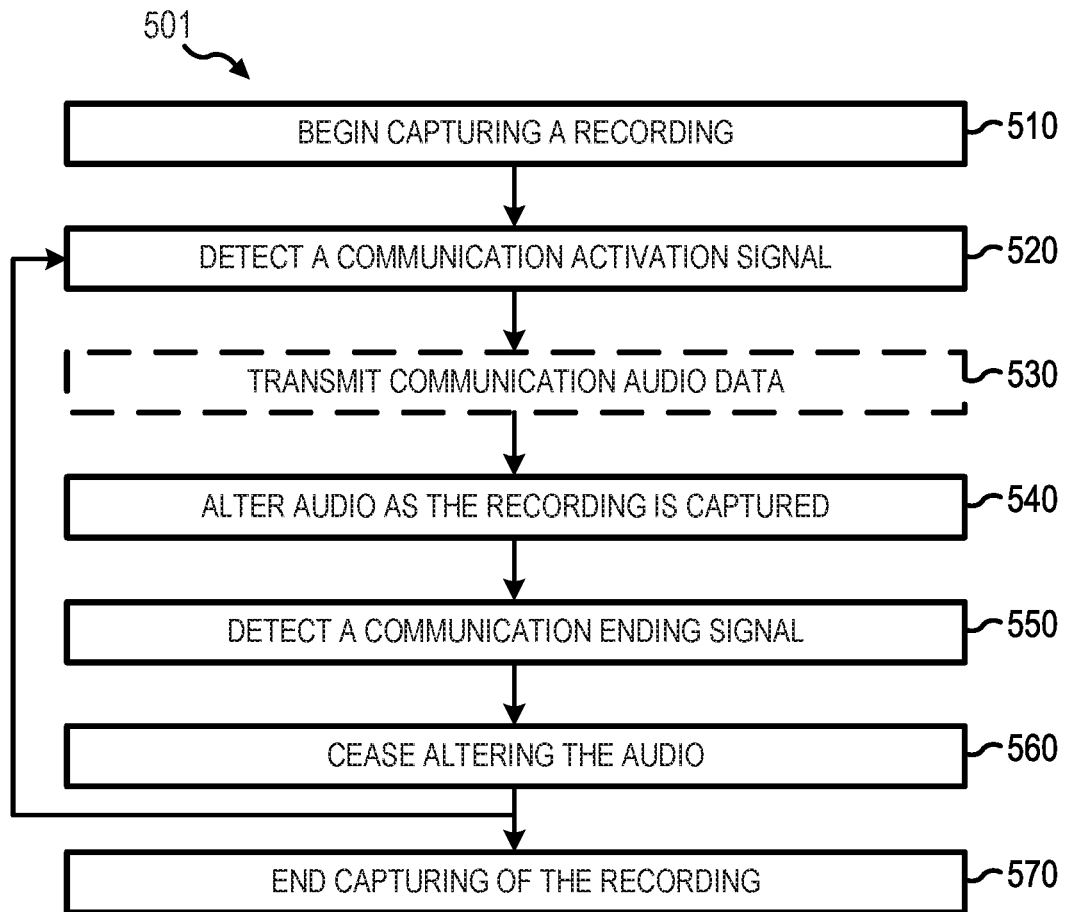 501
BEGIN CAPTURING A RECORDING 510
DETECT A COMMUNICATION ACTIVATION SIGNAL 520
TRANSMIT COMMUNICATION AUDIO DATA 530
ALTER AUDIO AS THE RECORDING IS CAPTURED 540
DETECT A COMMUNICATION ENDING SIGNAL 550
CEASE ALTERING THE AUDIO 560
END CAPTURING OF THE RECORDING 570